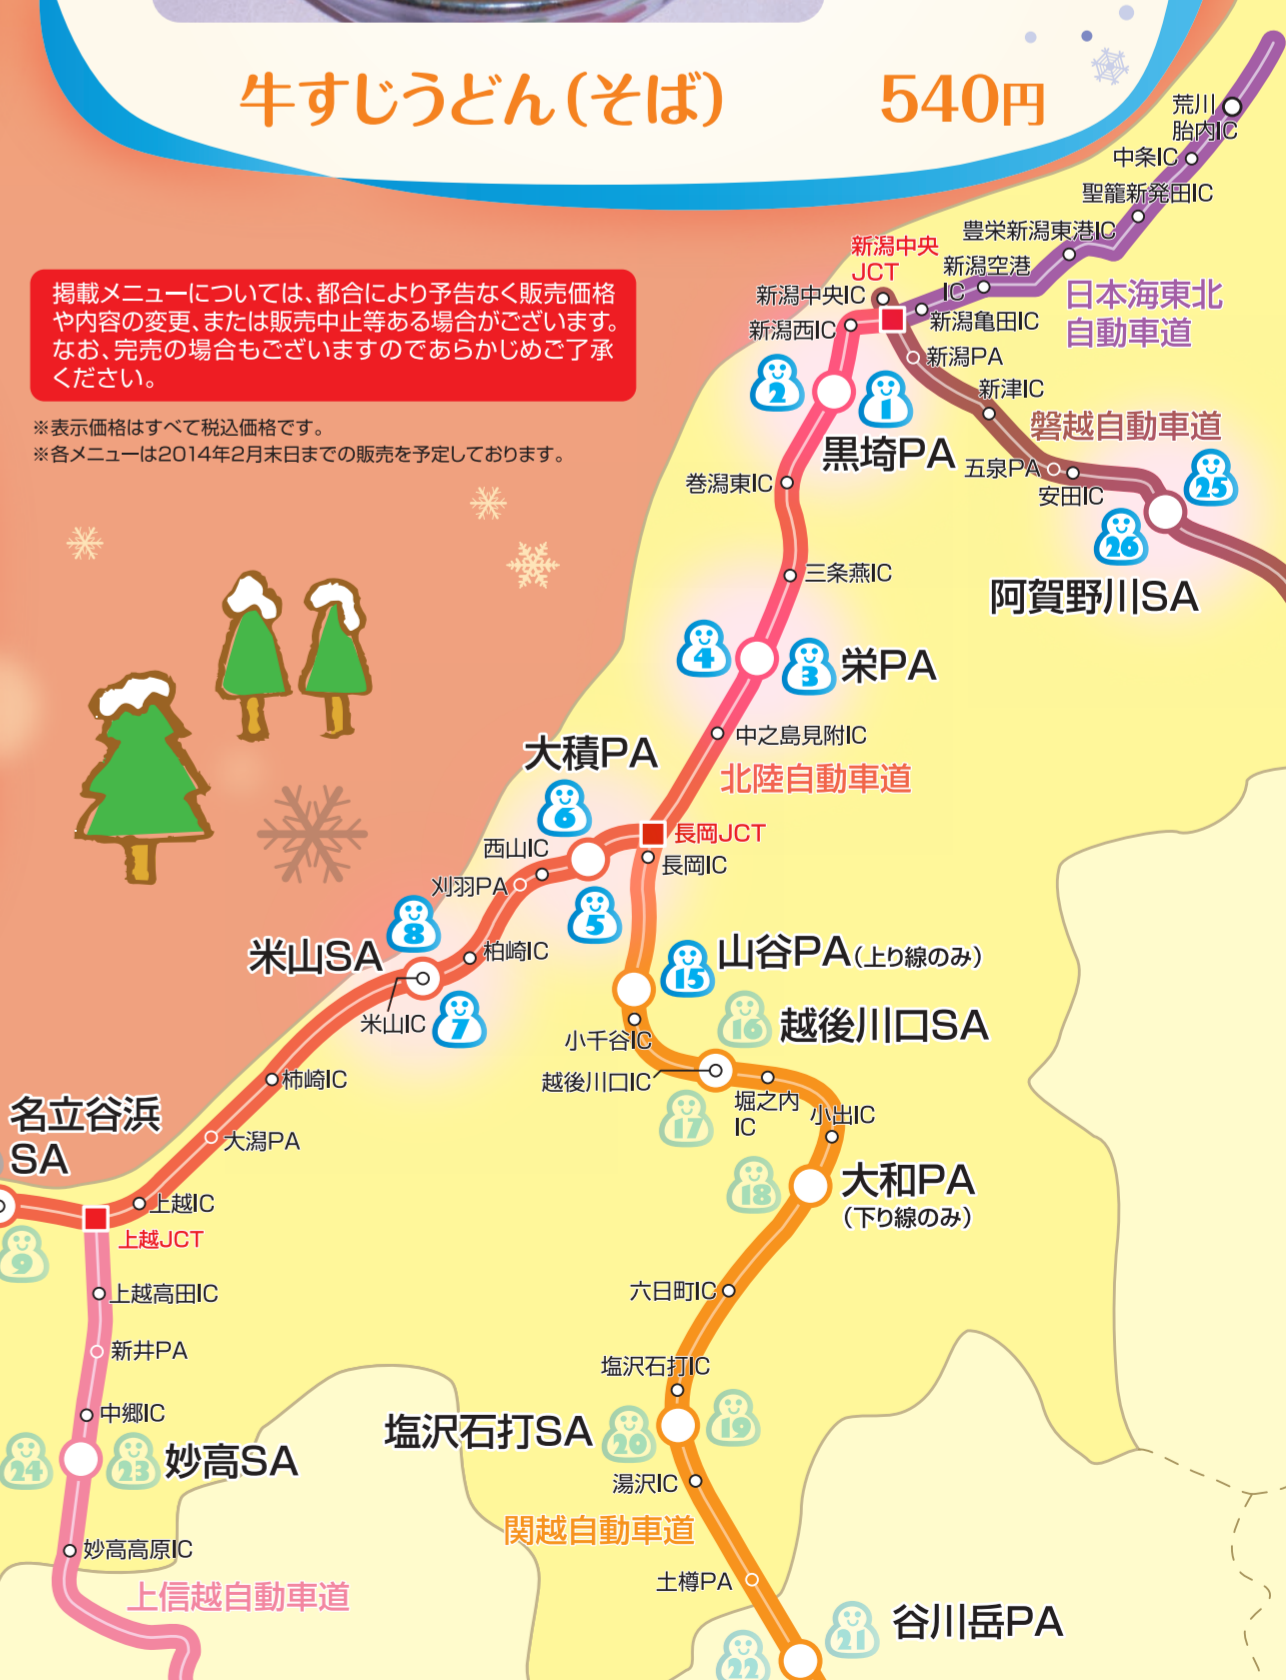 牛すじうどん(そば) 540円
荒川
胎内IC
中条IC
聖籠新発田IC
豊栄新潟東港IC
新潟中央
JCT
新潟空港
IC
新潟中央IC
新潟亀田IC
新潟西IC
日本海東北
自動車道
掲載メニューについては、都合により予告なく販売価格
や内容の変更、または販売中止等ある場合がございます。
なお、完売の場合もございますのであらかじめご了承
ください。
※表示価格はすべて税込価格です。
※各メニューは2014年2月末日までの販売を予定しております。
新潟PA
新津IC
2
1
黒埼PA
磐越自動車道
五泉PA
安田IC
25
26
阿賀野川SA
巻潟東IC
三条燕IC
4
3
栄PA
中之島見附IC
北陸自動車道
大積PA
6
長岡JCT
長岡IC
西山IC
刈羽PA
5
8
米山SA
柏崎IC
米山IC
7
山谷PA(上り線のみ)
15
16
越後川口SA
小千谷IC
越後川口IC
17
堀之内
IC
小出IC
柿崎IC
大潟PA
名立谷浜
SA
18
大和PA
(下り線のみ)
上越IC
上越JCT
9
上越高田IC
新井PA
六日町IC
塩沢石打IC
中郷IC
24
23
妙高SA
塩沢石打SA
20
19
湯沢IC
関越自動車道
妙高高原IC
上信越自動車道
土樽PA
21
谷川岳PA
22